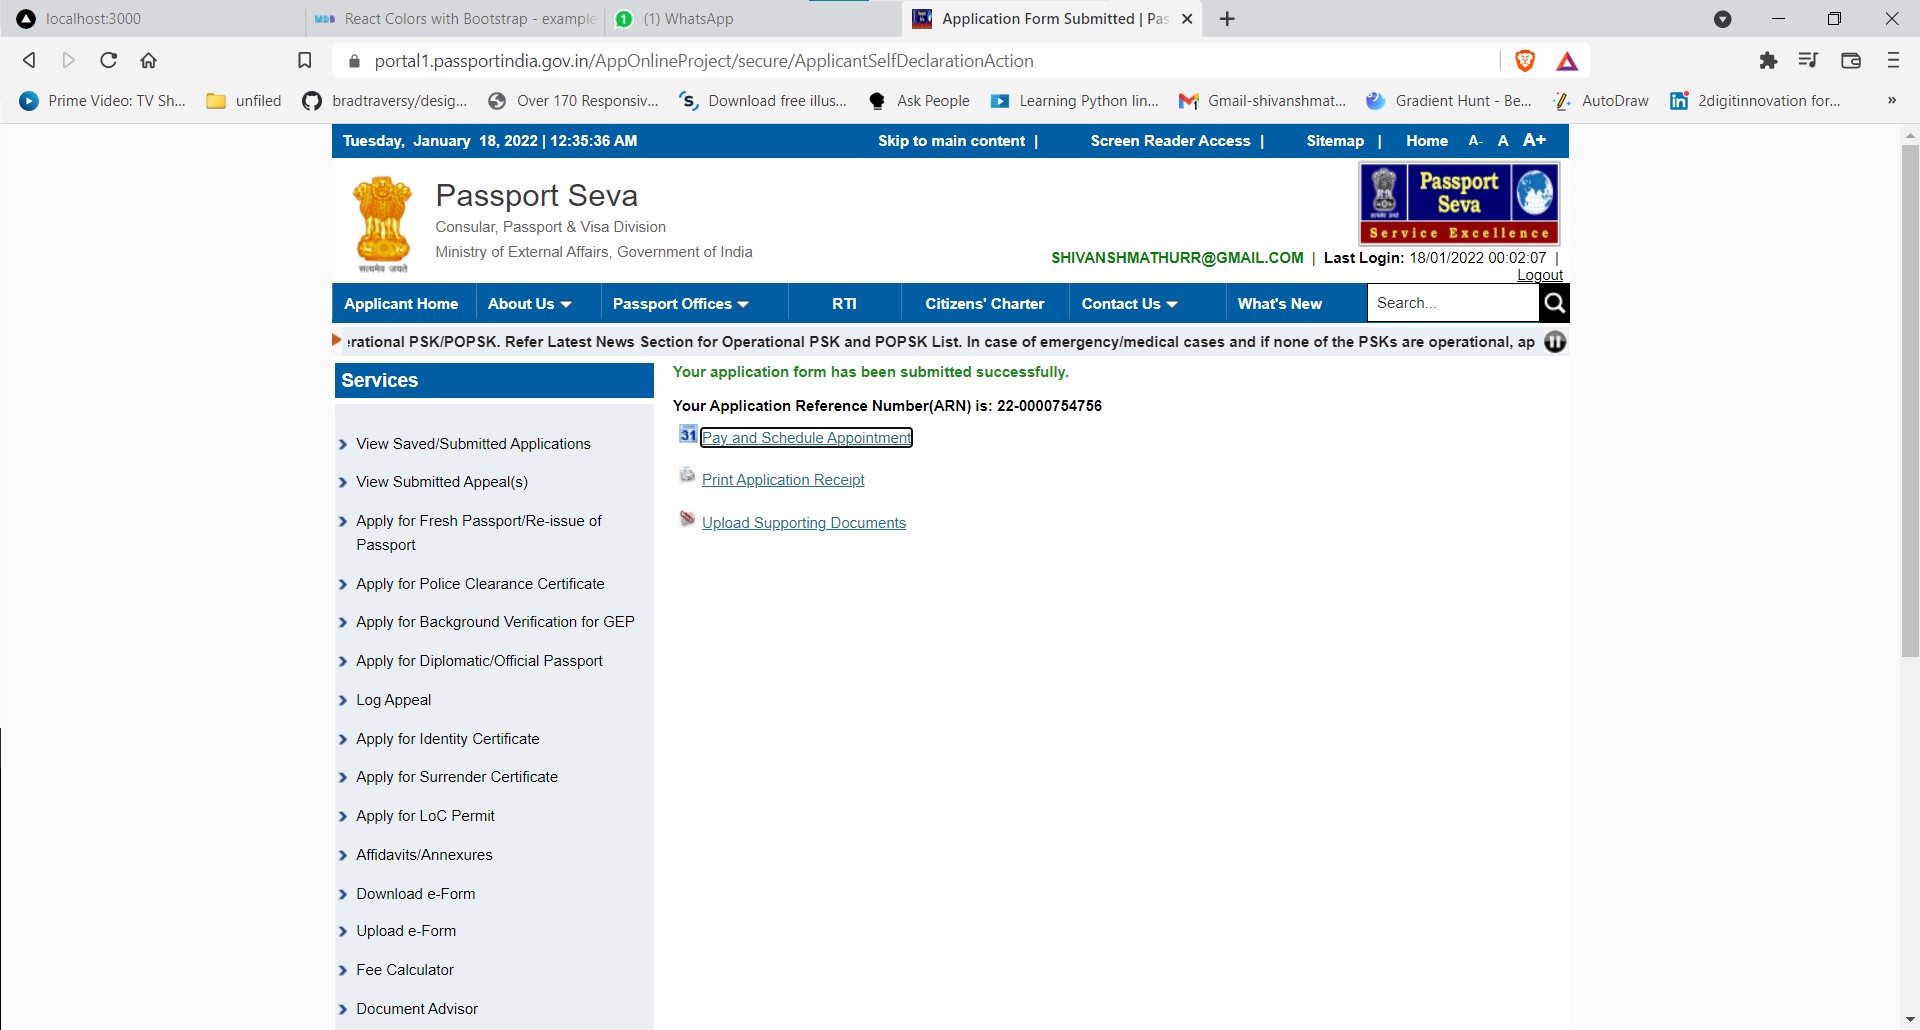 localhost:3000
React Colors with Bootstrap - example
(1) WhatsApp
Application Form Submitted | Pas
portal1.passportindia.gov.in/AppOnlineProject/secure/ApplicantSelfDeclarationAction
Prime Video: TV Sh...
unfiled
bradtraversy/desig...
Over 170 Responsiv...
Download free illus...
Ask People
Learning Python lin...
Gmail-shivanshmat...
Gradient Hunt - Be...
AutoDraw
2digitinnovation for...
»
Tuesday, January 18, 2022 | 12:35:36 AM
Skip to main content |
Screen Reader Access |
Sitemap |
Home
A-
A
A+
Passport Seva
Consular, Passport & Visa Division
Ministry of External Affairs, Government of India
सत्यमेव जयते
Passport
Seva
Service Excellence
SHIVANSHMATHURR@GMAIL.COM | Last Login: 18/01/2022 00:02:07 |
Logout
Applicant Home
About Us
Passport Offices
RTI
Citizens' Charter
Contact Us
What's New
Search...
rational PSK/POPSK. Refer Latest News Section for Operational PSK and POPSK List. In case of emergency/medical cases and if none of the PSKs are operational, ap
Services
View Saved/Submitted Applications
View Submitted Appeal(s)
Apply for Fresh Passport/Re-issue of
Passport
Apply for Police Clearance Certificate
Apply for Background Verification for GEP
Apply for Diplomatic/Official Passport
Log Appeal
Apply for Identity Certificate
Apply for Surrender Certificate
Apply for LoC Permit
Affidavits/Annexures
Download e-Form
Upload e-Form
Fee Calculator
Document Advisor
Your application form has been submitted successfully.
Your Application Reference Number(ARN) is: 22-0000754756
31
Pay and Schedule Appointment
Print Application Receipt
Upload Supporting Documents